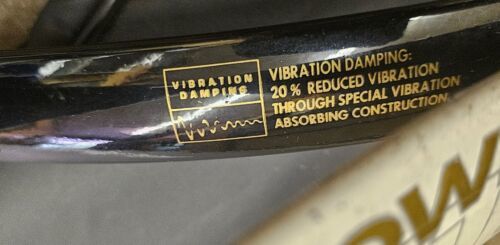 VIBRATION
DAMPING
VIBRATION DAMPING:
20% REDUCED VIBRATION
THROUGH SPECIAL VIBRATION
ABSORBING CONSTRUCTION.